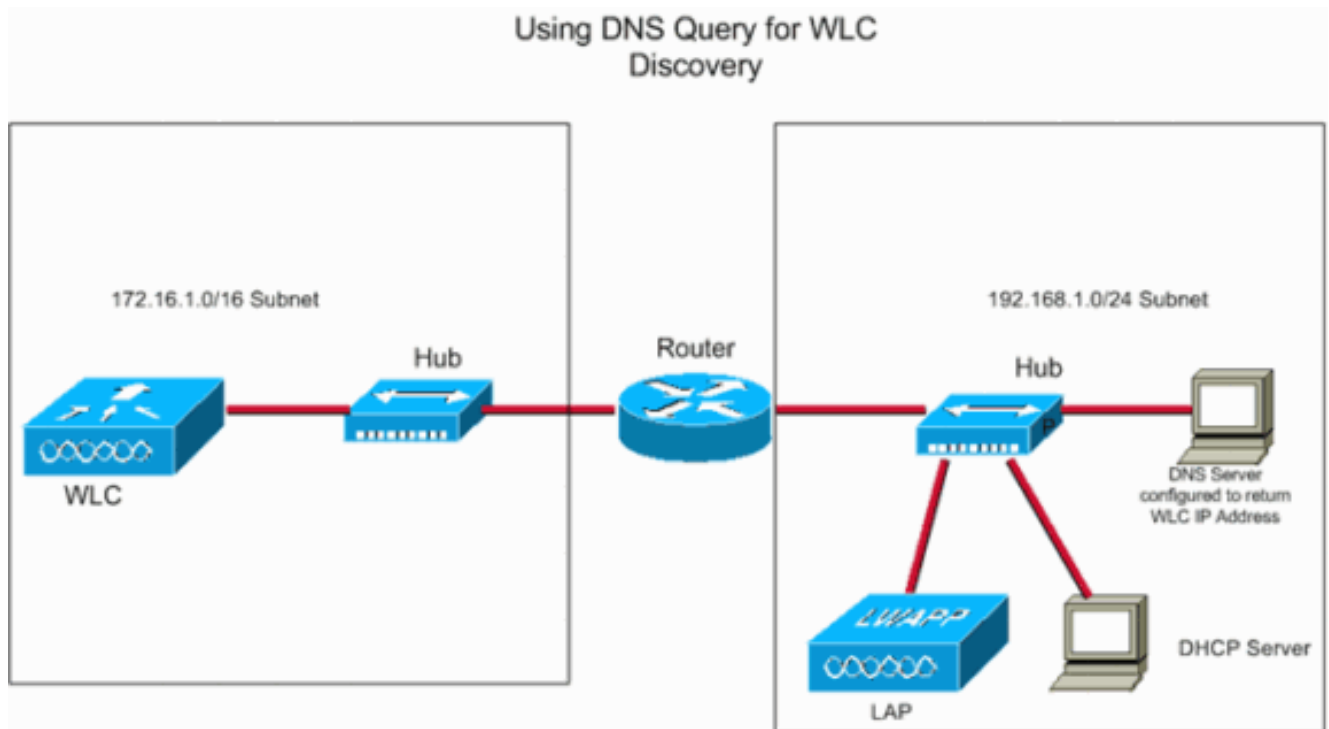 Using DNS Query for WLC
Discovery
172.16.1.0/16 Subnet
Hub
WLC
Router
192.168.1.0/24 Subnet
Hub
P
DNS Server
configured to return
WLC IP Address
LWAPP
LAP
DHCP Server